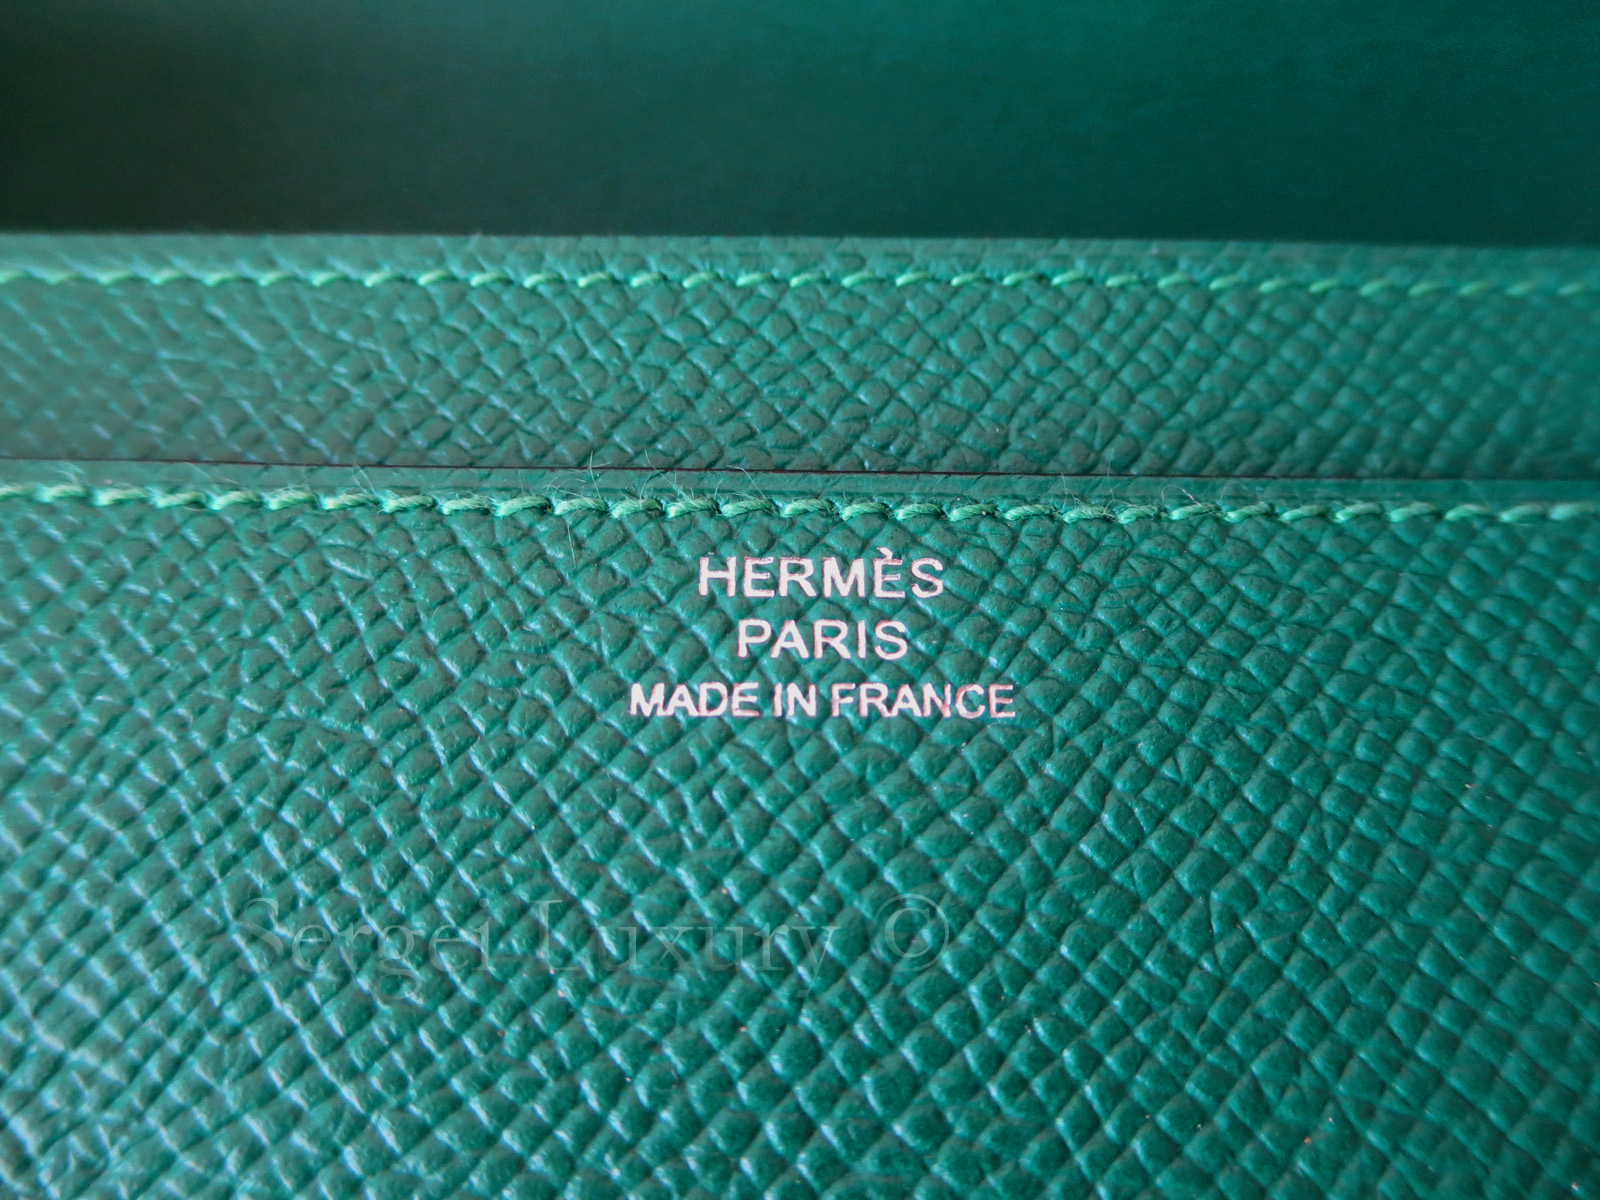 HERMÈS
PARIS
MADE IN FRANCE
Sergei Luxury ©